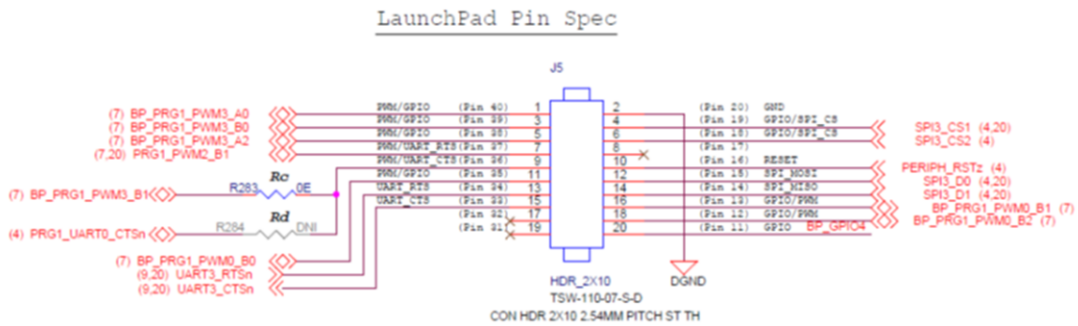 LaunchPad Pin Spec
J5
(7) BP_PRG1_PWM3_A0 PWM/GPIO (Pin 40) 1 2 (Pin 20) GND
(7) BP_PRG1_PWM3_B0 PWM/GPIO (Pin 39) 3 4 (Pin 19) GPIO/SPI_CS SPI3_CS1 (4,20)
(7) BP_PRG1_PWM3_A2 PWM/GPIO (Pin 38) 5 6 (Pin 18) GPIO/SPI_CS SPI3_CS2 (4)
(7,20) PRG1_PWM2_B1 PWM/UART_RTS(Pin 37) 7 8 (Pin 17)
PWM/UART_CTS(Pin 36) 9 10 (Pin 16) RESET PERIPH_RSTz (4)
PWM/GPIO (Pin 35) 11 12 (Pin 15) SPI_MOSI SPI3_D0 (4,20)
(7) BP_PRG1_PWM3_B1 R283 Rc 0E UART_RTS (Pin 34) 13 14 (Pin 14) SPI_MISO SPI3_D1 (4,20)
UART_CTS (Pin 33) 15 16 (Pin 13) GPIO/PWM BP_PRG1_PWM0_B1 (7)
(Pin 32) 17 18 (Pin 12) GPIO/PWM BP_PRG1_PWM0_B2 (7)
(4) PRG1_UART0_CTSn R284 Rd DNI (Pin 31) 19 20 (Pin 11) GPIO BP_GPIO4
(7) BP_PRG1_PWM0_B0
(9,20) UART3_RTSn
(9,20) UART3_CTSn
HDR_2X10 DGND
TSW-110-07-S-D
CON HDR 2X10 2.54MM PITCH ST TH